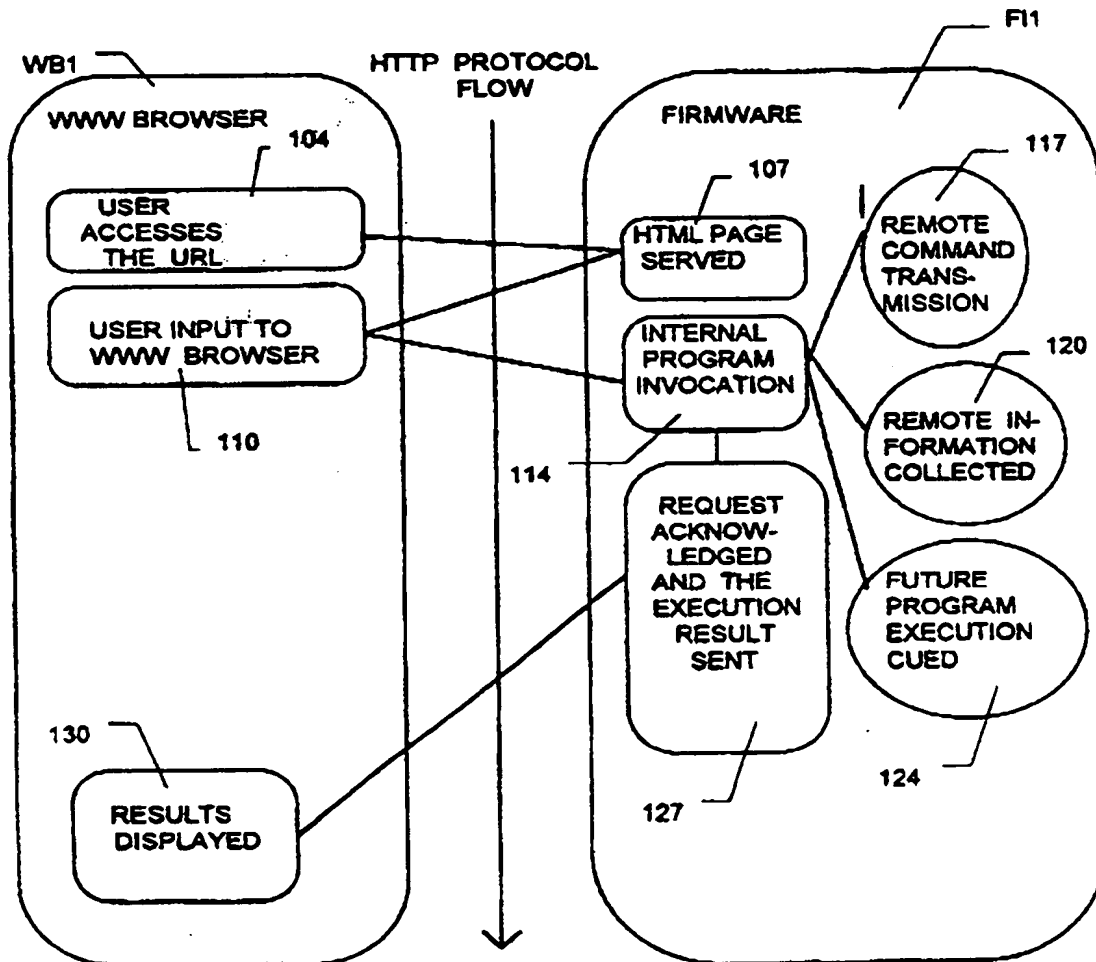 FI1
WB1
HTTP PROTOCOL
FLOW
WWW BROWSER
104
FIRMWARE
117
107
USER
ACCESSES
THE URL
HTML PAGE
SERVED
REMOTE
COMMAND
TRANS-
MISSION
USER INPUT TO
WWW BROWSER
110
INTERNAL
PROGRAM
INVOCATION
114
120
REMOTE IN-
FORMATION
COLLECTED
REQUEST
ACKNOW-
LEDGED
AND THE
EXECUTION
RESULT
SENT
127
FUTURE
PROGRAM
EXECUTION
CUED
124
130
RESULTS
DISPLAYED